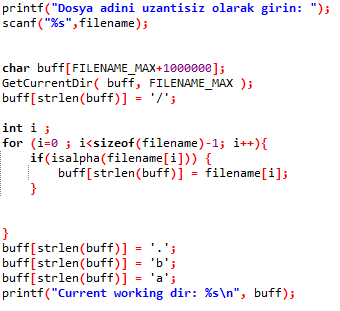 printf("Dosya adini uzantisiz olarak girin: ");
scanf("%s",filename);
char buff[FILENAME_MAX+1000000];
GetCurrentDir( buff, FILENAME_MAX );
buff[strlen(buff)] = '/';
int i ;
for (i=0 ; i<sizeof(filename)-1; i++){
if(isalpha(filename[i])) {
buff[strlen(buff)] = filename[i];
}
}
buff[strlen(buff)] = '.';
buff[strlen(buff)] = 'b';
buff[strlen(buff)] = 'a';
printf("Current working dir: %s\n", buff);